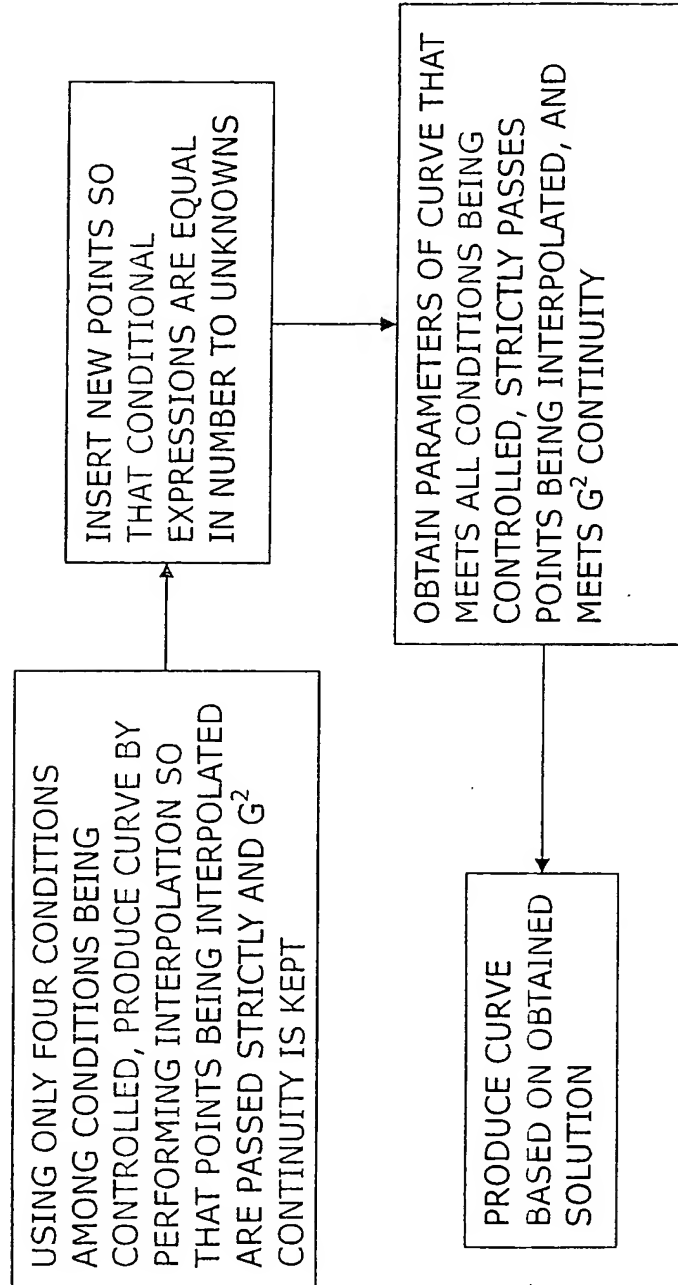 USING ONLY FOUR CONDITIONS
AMONG CONDITIONS BEING
CONTROLLED, PRODUCE CURVE BY
PERFORMING INTERPOLATION SO
THAT POINTS BEING INTERPOLATED
ARE PASSED STRICTLY AND G²
CONTINUITY IS KEPT
INSERT NEW POINTS SO
THAT CONDITIONAL
EXPRESSIONS ARE EQUAL
IN NUMBER TO UNKNOWNS
OBTAIN PARAMETERS OF CURVE THAT
MEETS ALL CONDITIONS BEING
CONTROLLED, STRICTLY PASSES
POINTS BEING INTERPOLATED, AND
MEETS G² CONTINUITY
PRODUCE CURVE
BASED ON OBTAINED
SOLUTION